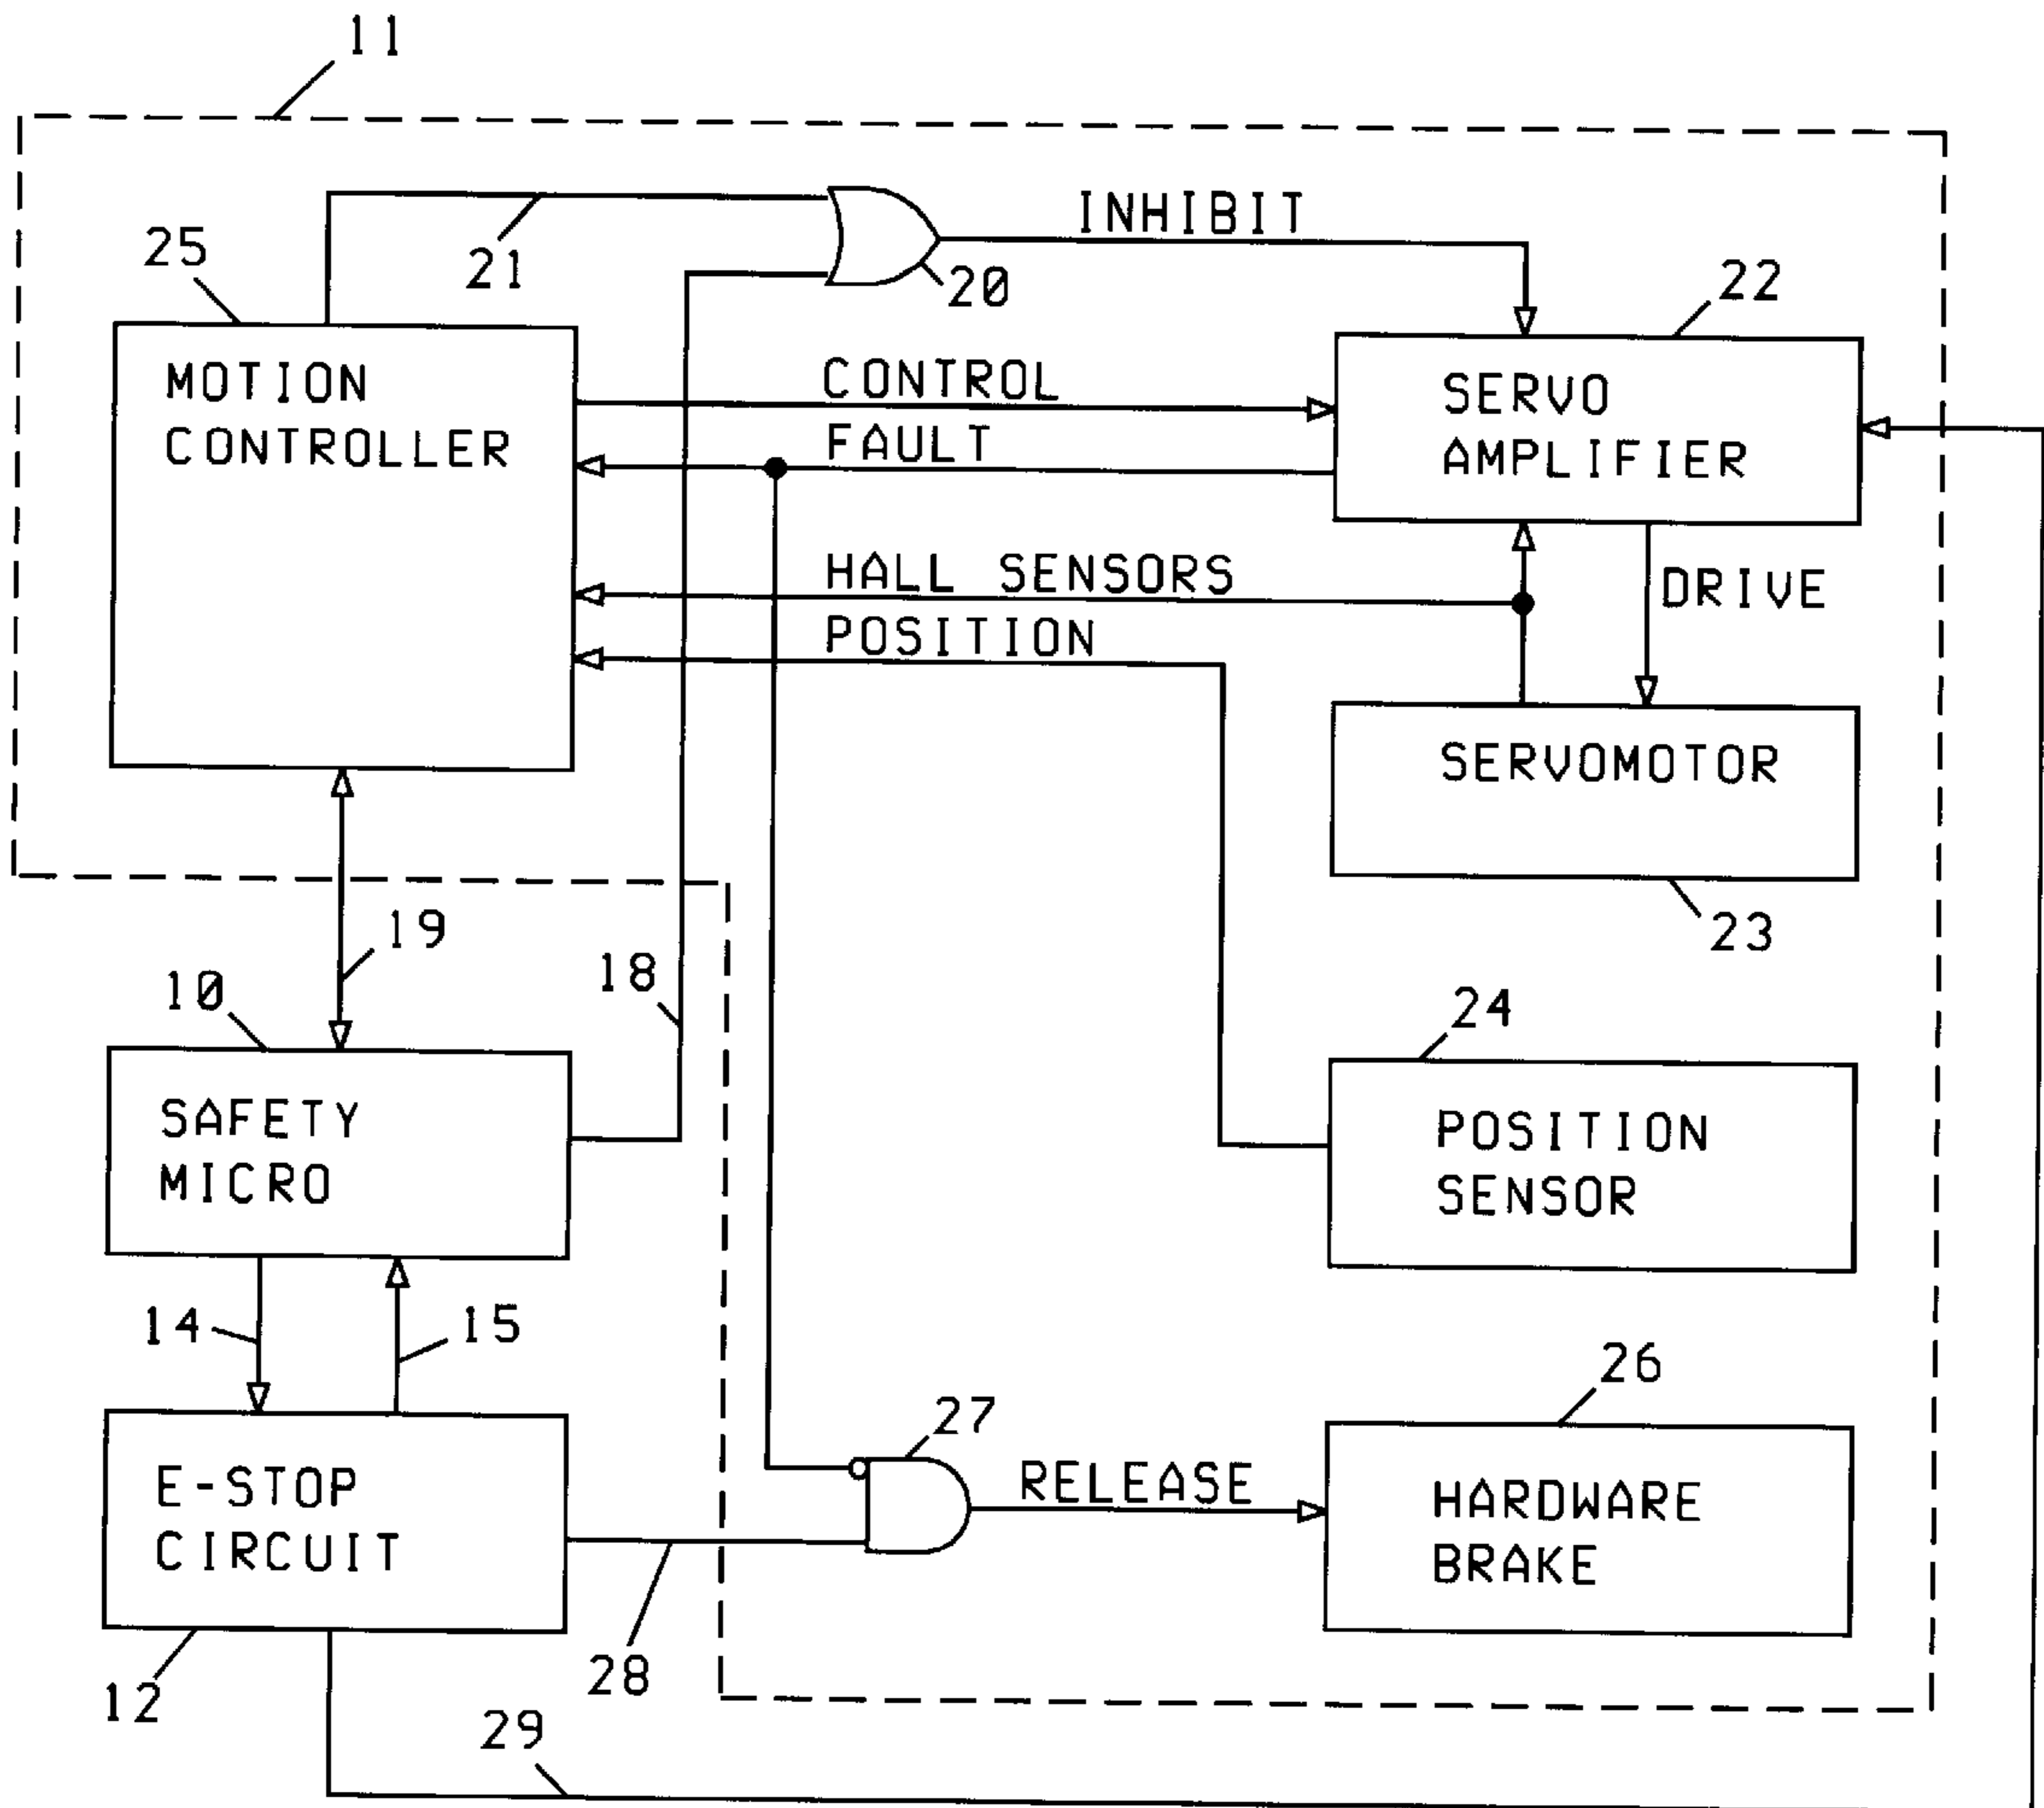 11
INHIBIT
25
21
20
22
MOTION
CONTROLLER
CONTROL
FAULT
SERVO
AMPLIFIER
HALL SENSORS
DRIVE
POSITION
SERVOMOTOR
23
19
18
10
24
SAFETY
MICRO
POSITION
SENSOR
14
15
26
27
E-STOP
CIRCUIT
RELEASE
HARDWARE
BRAKE
28
12
29